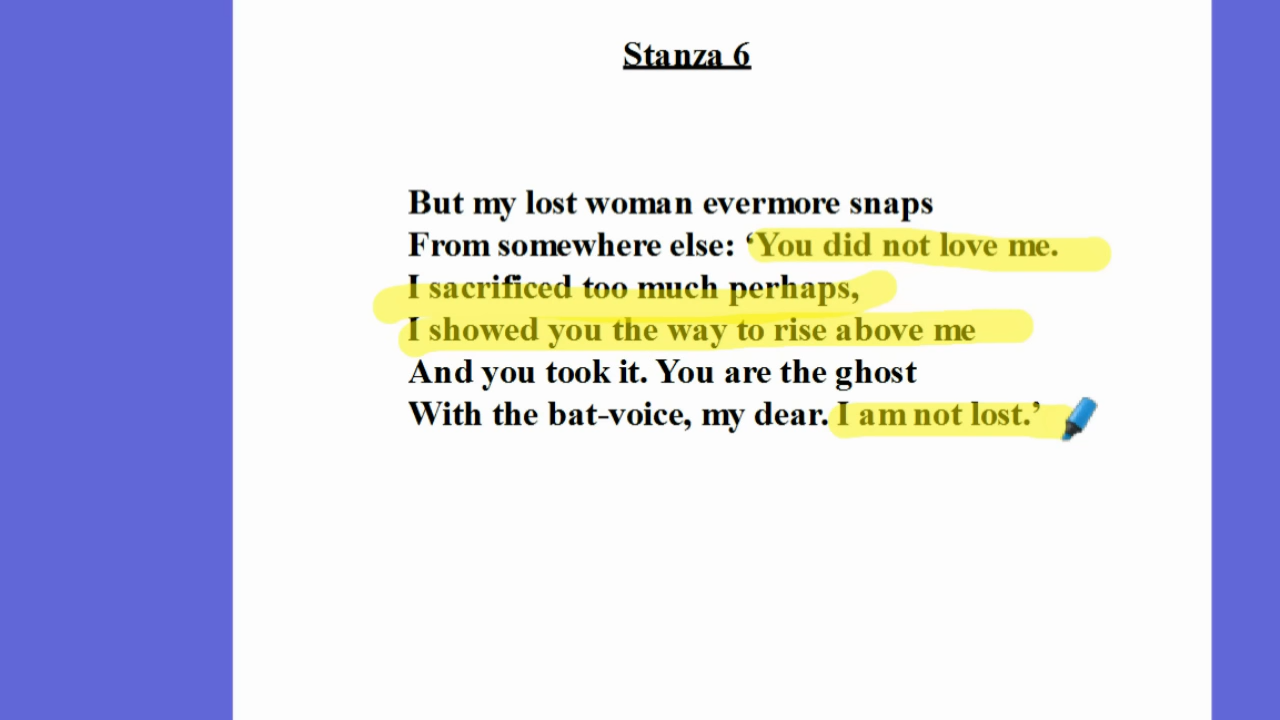 Stanza 6
But my lost woman evermore snaps
From somewhere else: ‘You did not love me.
I sacrificed too much perhaps,
I showed you the way to rise above me
And you took it. You are the ghost
With the bat-voice, my dear. I am not lost.’